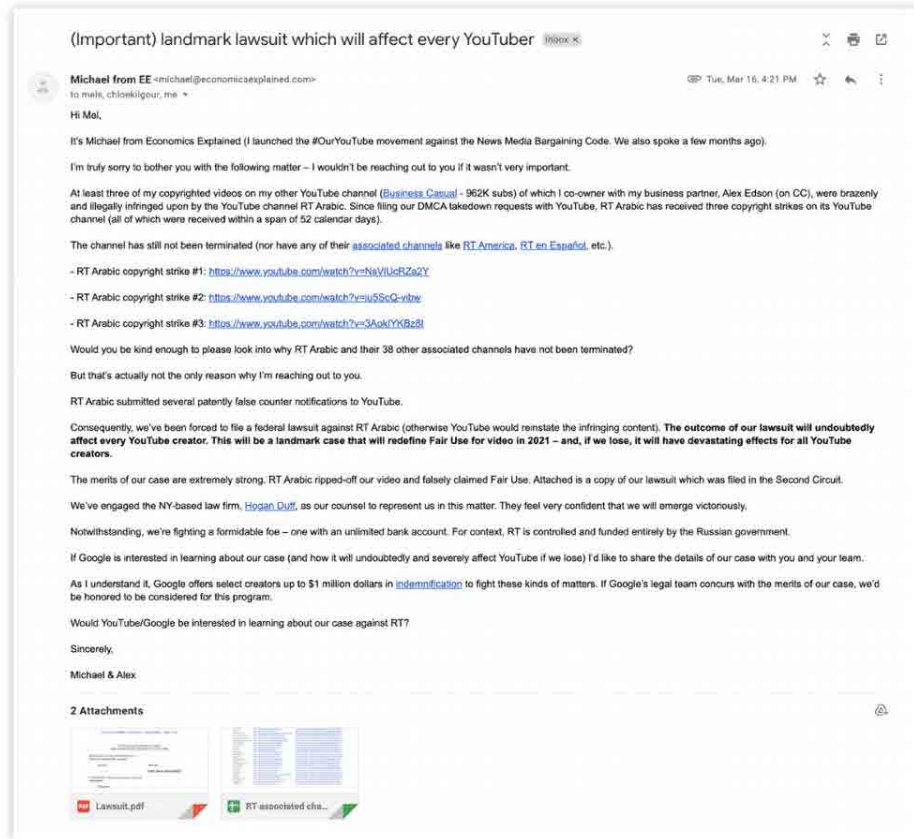 (Important) landmark lawsuit which will affect every YouTuber Inbox x
Michael from EE <michael@economicsexplained.com>
Tue, Mar 16, 4:21 PM
to mels, chloekilgour, me
Hi Mel,
It's Michael from Economics Explained (I launched the #OurYouTube movement against the News Media Bargaining Code. We also spoke a few months ago).
I'm truly sorry to bother you with the following matter – I wouldn't be reaching out to you if it wasn't very important.
At least three of my copyrighted videos on my other YouTube channel (Business Casual - 962K subs) of which I co-owner with my business partner, Alex Edson (on CC), were brazenly
and illegally infringed upon by the YouTube channel RT Arabic. Since filing our DMCA takedown requests with YouTube, RT Arabic has received three copyright strikes on its YouTube
channel (all of which were received within a span of 52 calendar days).
The channel has still not been terminated (nor have any of their associated channels like RT America, RT en Español, etc.).
- RT Arabic copyright strike #1:
- RT Arabic copyright strike #2:
- RT Arabic copyright strike #3:
Would you be kind enough to please look into why RT Arabic and their 38 other associated channels have not been terminated?
But that's actually not the only reason why I'm reaching out to you.
RT Arabic submitted several patently false counter notifications to YouTube.
Consequently, we've been forced to file a federal lawsuit against RT Arabic (otherwise YouTube would reinstate the infringing content). The outcome of our lawsuit will undoubtedly
affect every YouTube creator. This will be a landmark case that will redefine Fair Use for video in 2021 – and, if we lose, it will have devastating effects for all YouTube
creators.
The merits of our case are extremely strong. RT Arabic ripped-off our video and falsely claimed Fair Use. Attached is a copy of our lawsuit which was filed in the Second Circuit.
We've engaged the NY-based law firm, Hogan Duff, as our counsel to represent us in this matter. They feel very confident that we will emerge victoriously.
Notwithstanding, we're fighting a formidable foe – one with an unlimited bank account. For context, RT is controlled and funded entirely by the Russian government.
If Google is interested in learning about our case (and how it will undoubtedly and severely affect YouTube if we lose) I'd like to share the details of our case with you and your team.
As I understand it, Google offers select creators up to $1 million dollars in indemnification to fight these kinds of matters. If Google's legal team concurs with the merits of our case, we'd
be honored to be considered for this program.
Would YouTube/Google be interested in learning about our case against RT?
Sincerely,
Michael & Alex
2 Attachments
PDF Lawsuit.pdf
RT associated cha...